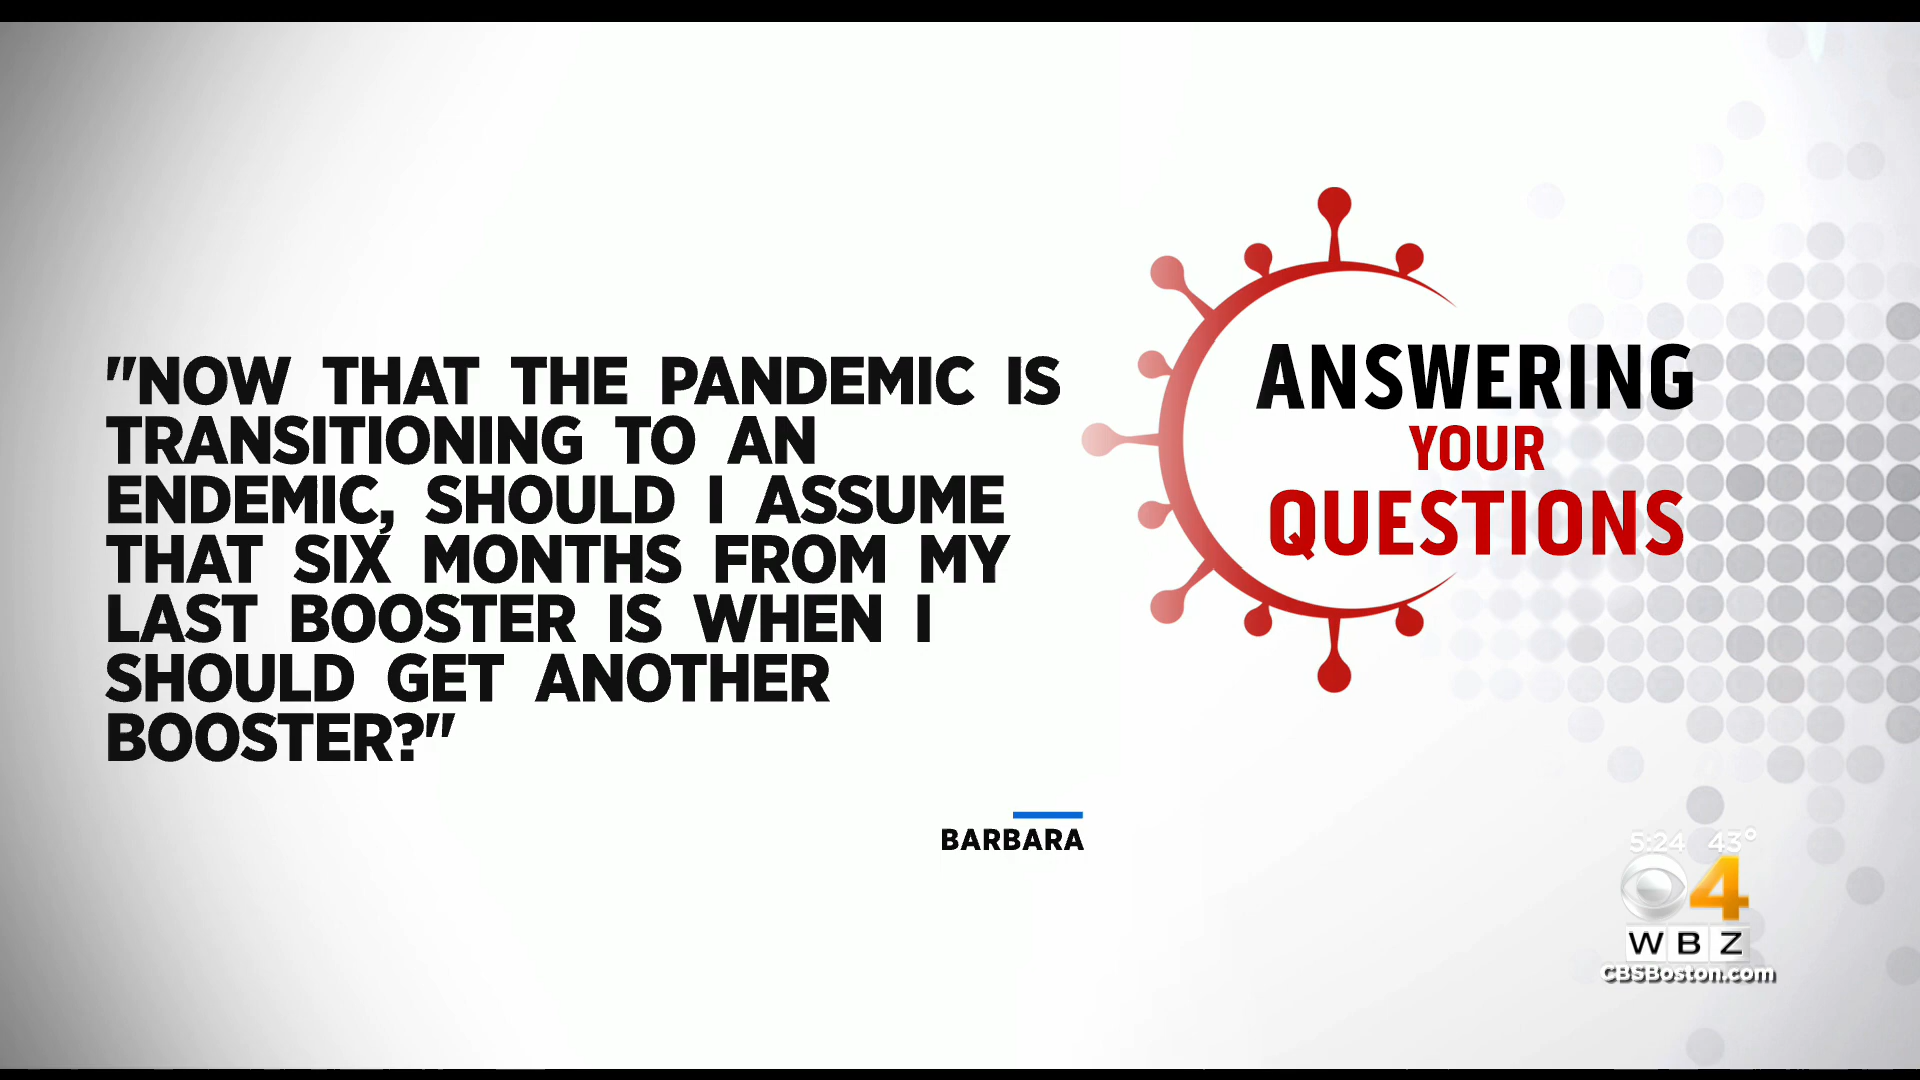 "NOW THAT THE PANDEMIC IS
TRANSITIONING TO AN
ENDEMIC, SHOULD I ASSUME
THAT SIX MONTHS FROM MY
LAST BOOSTER IS WHEN I
SHOULD GET ANOTHER
BOOSTER?"
BARBARA
ANSWERING
YOUR
QUESTIONS
5:24 43°
4
WBZ
CBSBoston.com